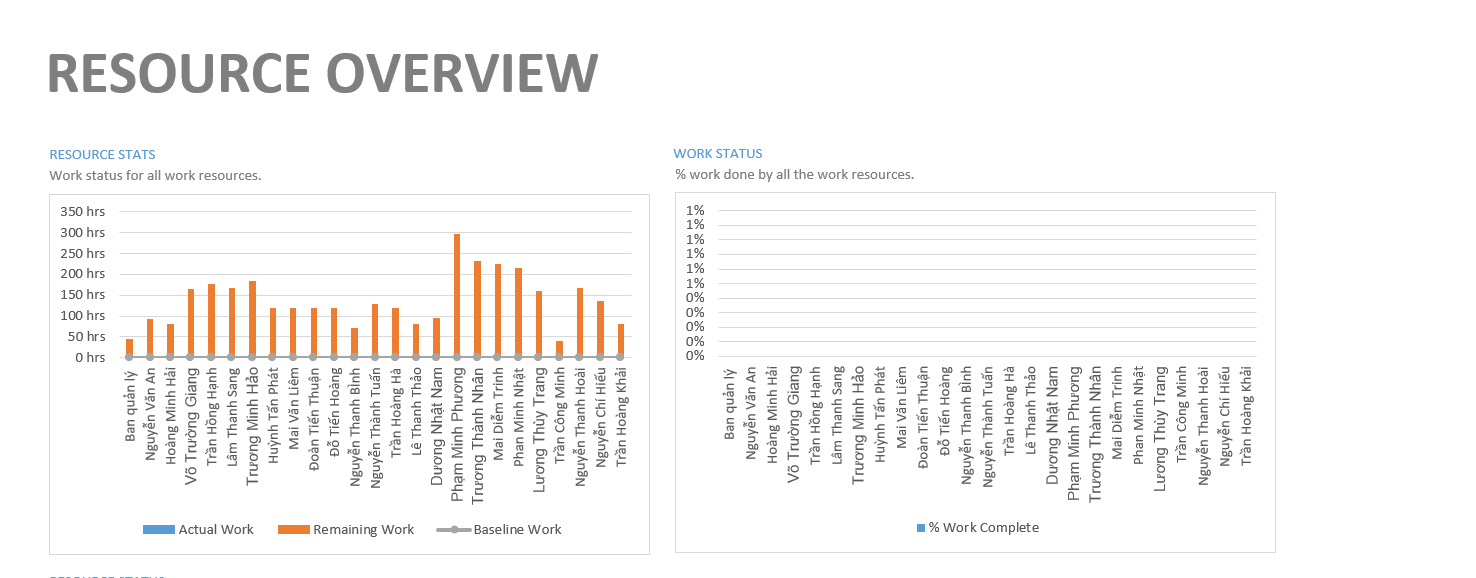 RESOURCE OVERVIEW
RESOURCE STATS
Work status for all work resources.
350 hrs
300 hrs
250 hrs
200 hrs
150 hrs
100 hrs
50 hrs
0 hrs
Ban quản lý
Nguyễn Văn An
Hoàng Minh Hải
Võ Trường Giang
Trần Hồng Hạnh
Lâm Thanh Sang
Trương Minh Hảo
Huỳnh Tấn Phát
Mai Văn Liêm
Đoàn Tiến Thuận
Đỗ Tiến Hoàng
Nguyễn Thanh Bình
Nguyễn Thành Tuấn
Trần Hoàng Hà
Lê Thanh Thảo
Dương Nhật Nam
Phạm Minh Phương
Trương Thành Nhân
Mai Diễm Trinh
Phan Minh Nhật
Lương Thùy Trang
Trần Công Minh
Nguyễn Thanh Hoài
Nguyễn Chí Hiếu
Trần Hoàng Khải
Actual Work
Remaining Work
Baseline Work
WORK STATUS
% work done by all the work resources.
1%
1%
1%
1%
1%
1%
0%
0%
0%
0%
0%
Ban quản lý
Nguyễn Văn An
Hoàng Minh Hải
Võ Trường Giang
Trần Hồng Hạnh
Lâm Thanh Sang
Trương Minh Hảo
Huỳnh Tấn Phát
Mai Văn Liêm
Đoàn Tiến Thuận
Đỗ Tiến Hoàng
Nguyễn Thanh Bình
Nguyễn Thành Tuấn
Trần Hoàng Hà
Lê Thanh Thảo
Dương Nhật Nam
Phạm Minh Phương
Trương Thành Nhân
Mai Diễm Trinh
Phan Minh Nhật
Lương Thùy Trang
Trần Công Minh
Nguyễn Thanh Hoài
Nguyễn Chí Hiếu
Trần Hoàng Khải
% Work Complete
RESOURCE STATUS